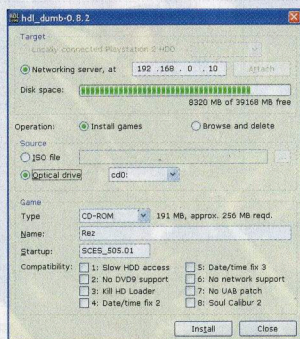 hdl_dumb-0.8.2
Target
Locally connected Playstation 2 HDD
Networking server, at 192 .168 . 0 . 10 Attach
Disk space:
8320 MB of 39168 MB free
Operation: Install games Browse and delete
Source
ISO file ...
Optical drive cd0:
Game
Type CD-ROM 191 MB, approx. 256 MB reqd.
Name: Rez
Startup: SCES_505.01
Compatibility: 1: Slow HDD access 5: Date/time fix 3
2: No DVD9 support 6: No network support
3: Kill HD Loader 7: No UAB patch
4: Date/time fix 2 8: Soul Calibur 2
Install Close